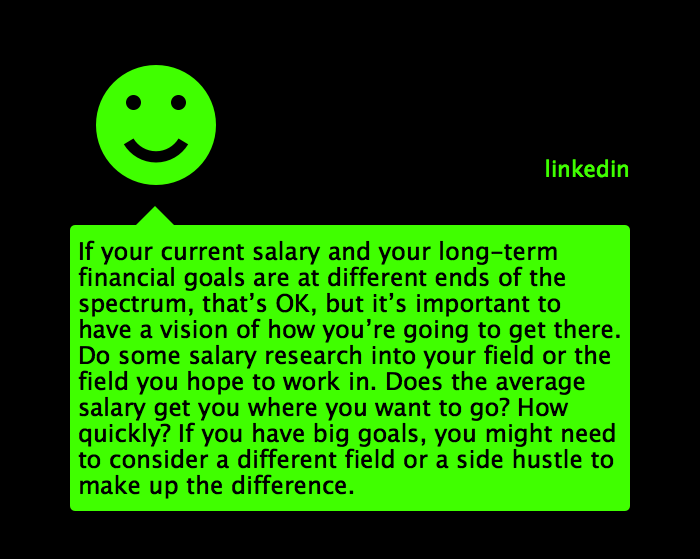 linkedin
If your current salary and your long-term
financial goals are at different ends of the
spectrum, that’s OK, but it’s important to
have a vision of how you’re going to get there.
Do some salary research into your field or the
field you hope to work in. Does the average
salary get you where you want to go? How
quickly? If you have big goals, you might need
to consider a different field or a side hustle to
make up the difference.